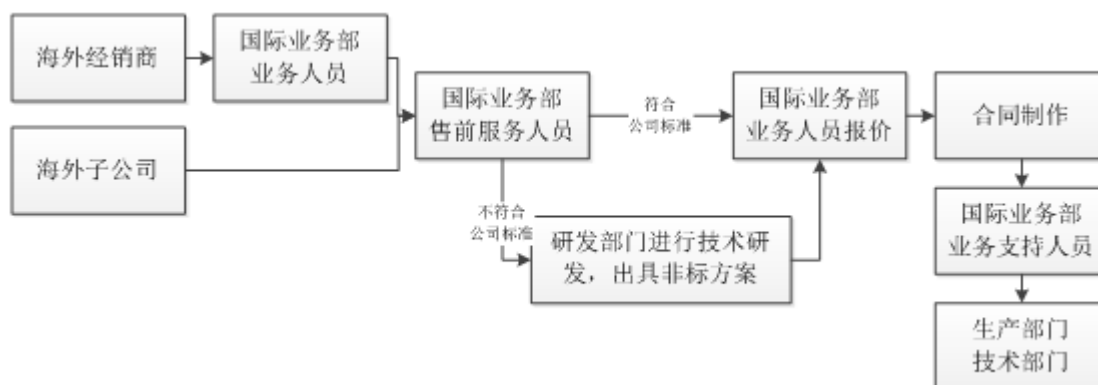 海外经销商
国际业务部
业务人员
海外子公司
国际业务部
售前服务人员
符合
公司标准
不符合
公司标准
研发部门进行技术研
发，出具非标方案
国际业务部
业务人员报价
合同制作
国际业务部
业务支持人员
生产部门
技术部门